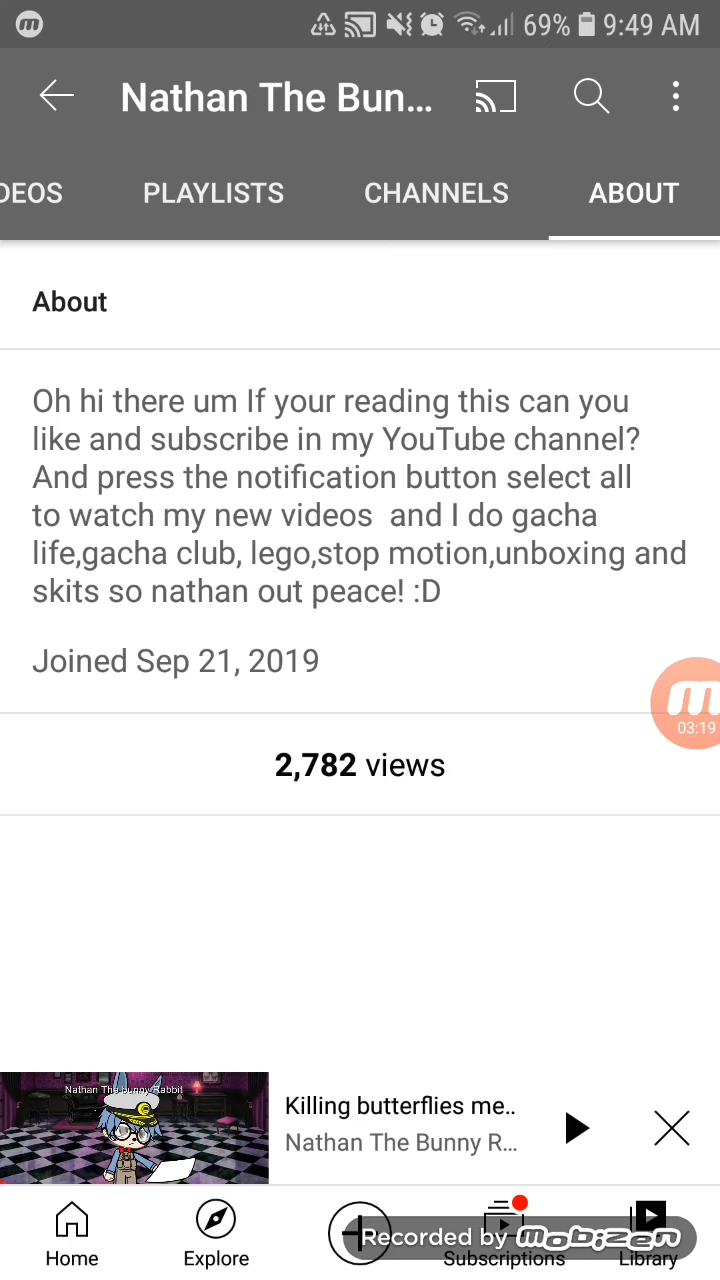 69% 9:49 AM
Nathan The Bun...
DEOS PLAYLISTS CHANNELS ABOUT
About
Oh hi there um If your reading this can you
like and subscribe in my YouTube channel?
And press the notification button select all
to watch my new videos  and I do gacha
life,gacha club, lego,stop motion,unboxing and
skits so nathan out peace! :D
Joined Sep 21, 2019
03:19
2,782 views
Nathan The bunny Rabbit
Killing butterflies me..
Nathan The Bunny R...
Recorded by mobizen
Home Explore Subscriptions Library